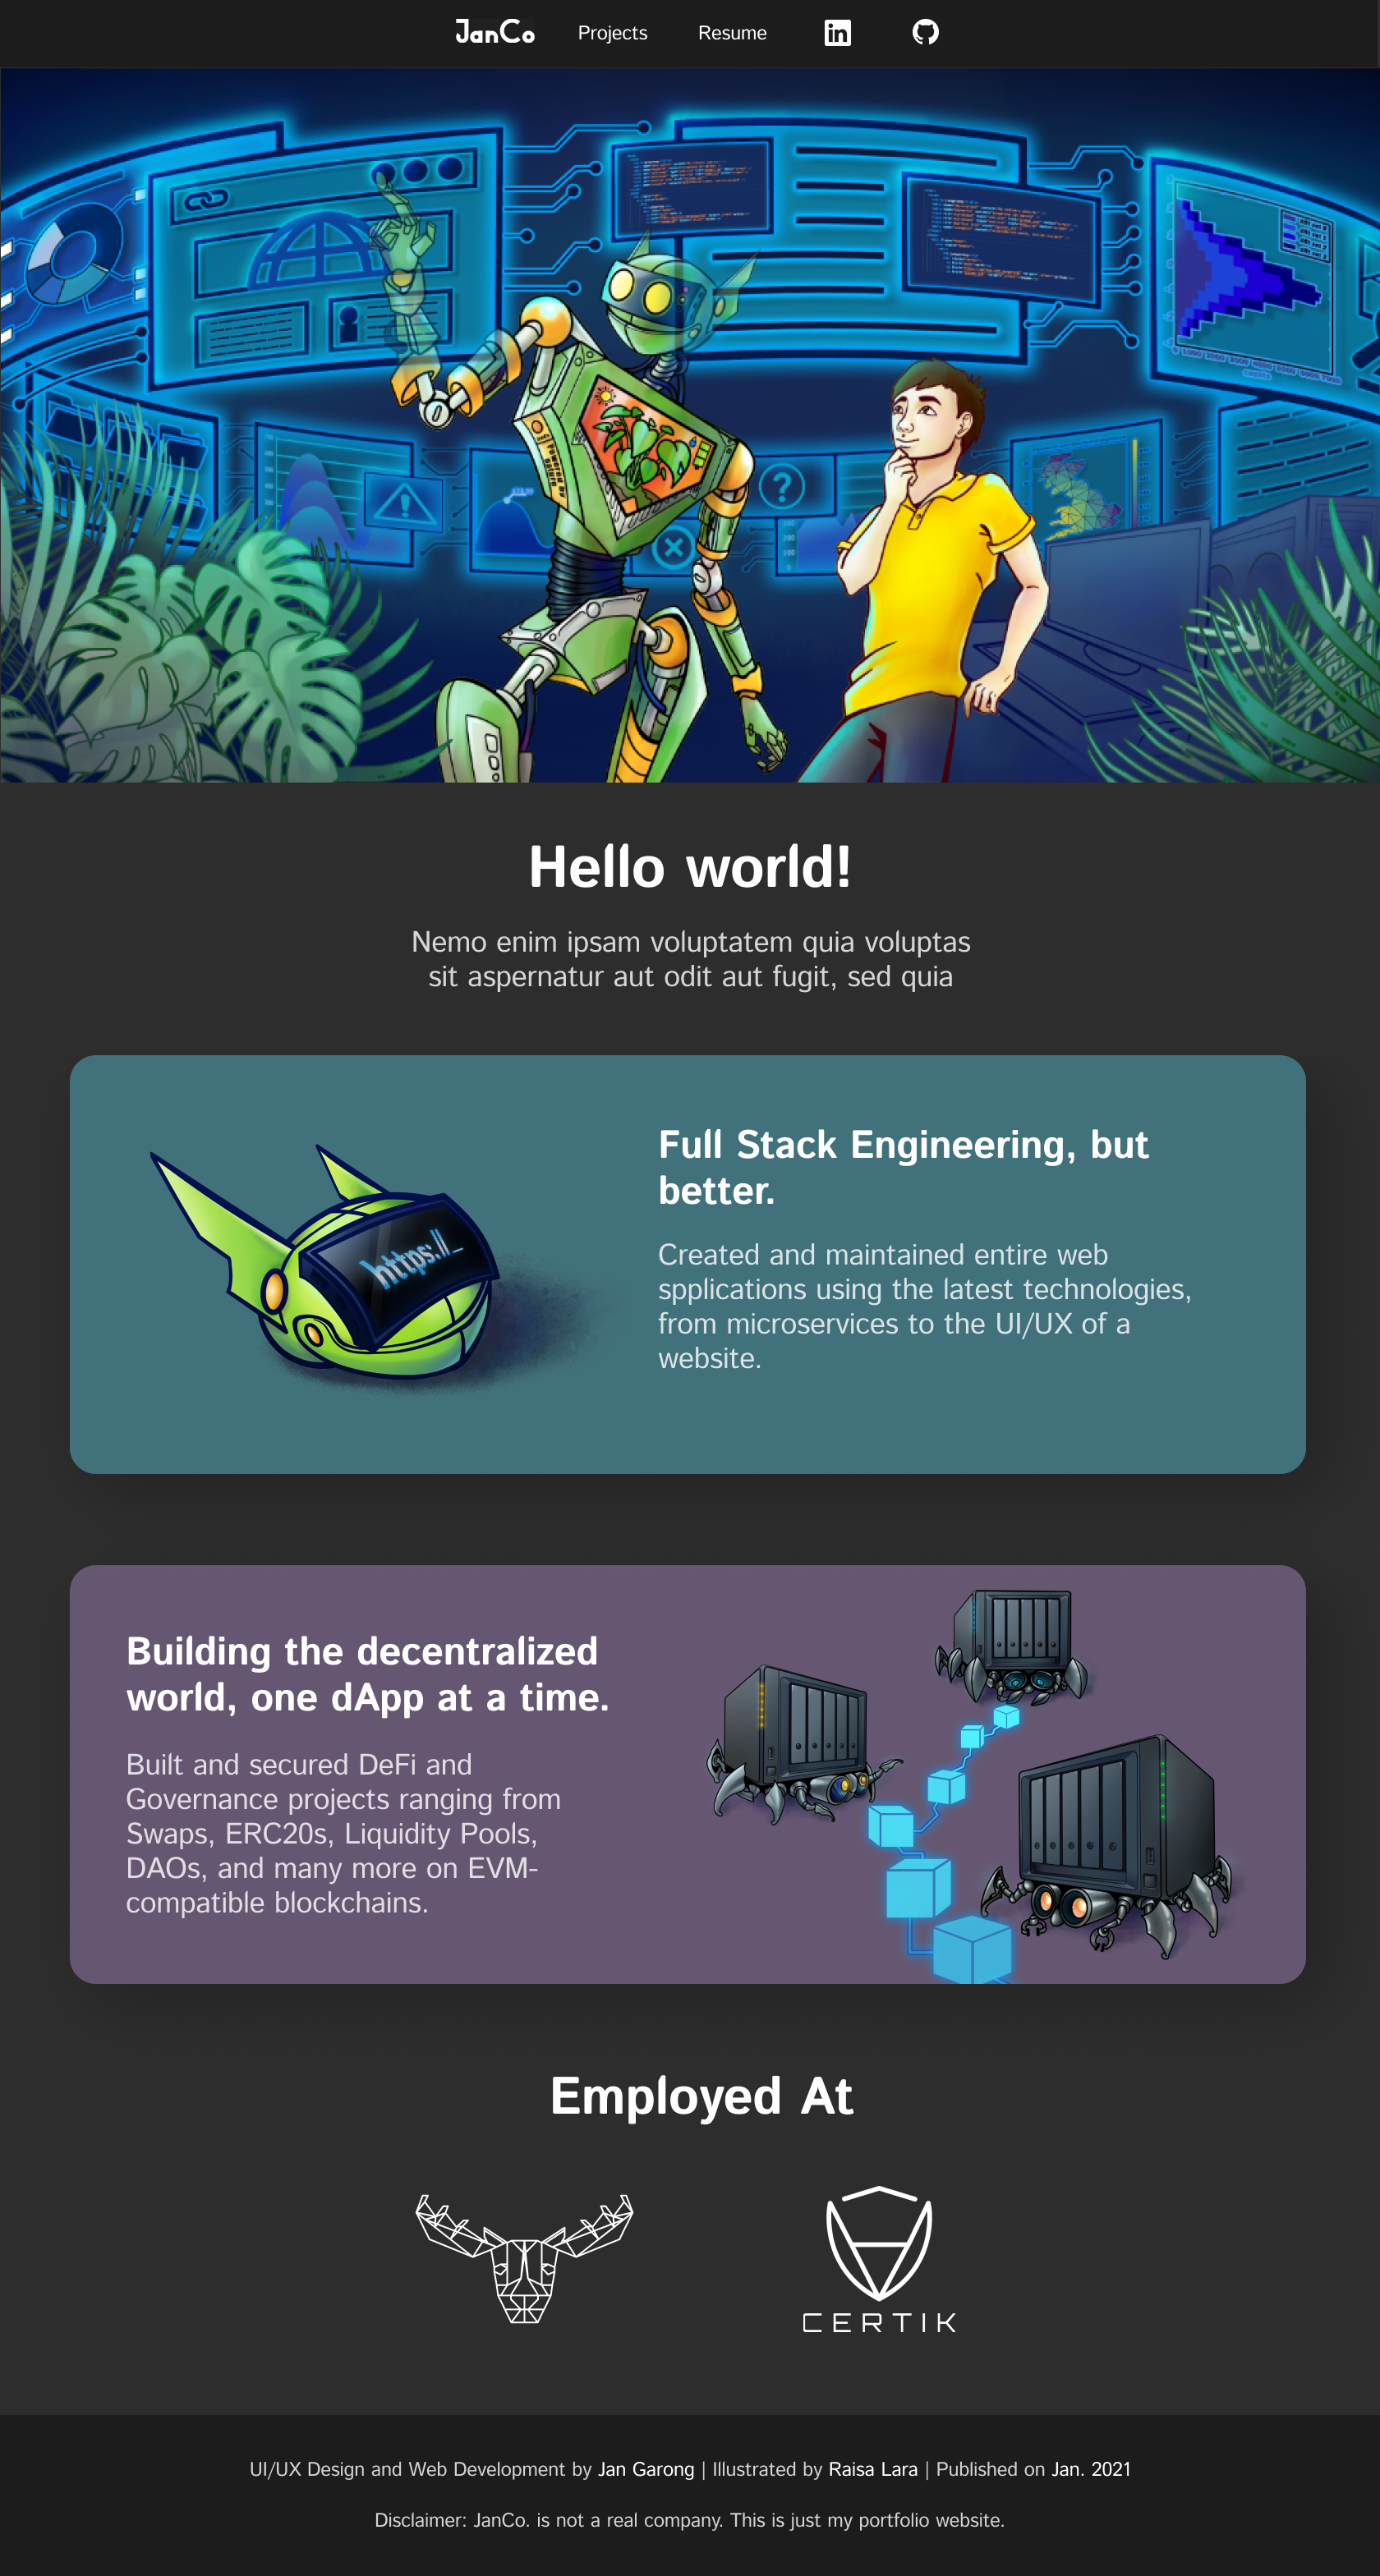 JanCo Projects Resume
Hello world!
Nemo enim ipsam voluptatem quia voluptas
sit aspernatur aut odit aut fugit, sed quia
Full Stack Engineering, but
better.
https://_
Created and maintained entire web
spplications using the latest technologies,
from microservices to the UI/UX of a
website.
Building the decentralized
world, one dApp at a time.
Built and secured DeFi and
Governance projects ranging from
Swaps, ERC20s, Liquidity Pools,
DAOs, and many more on EVM-
compatible blockchains.
Employed At
CERTIK
UI/UX Design and Web Development by Jan Garong | Illustrated by Raisa Lara | Published on Jan. 2021
Disclaimer: JanCo. is not a real company. This is just my portfolio website.